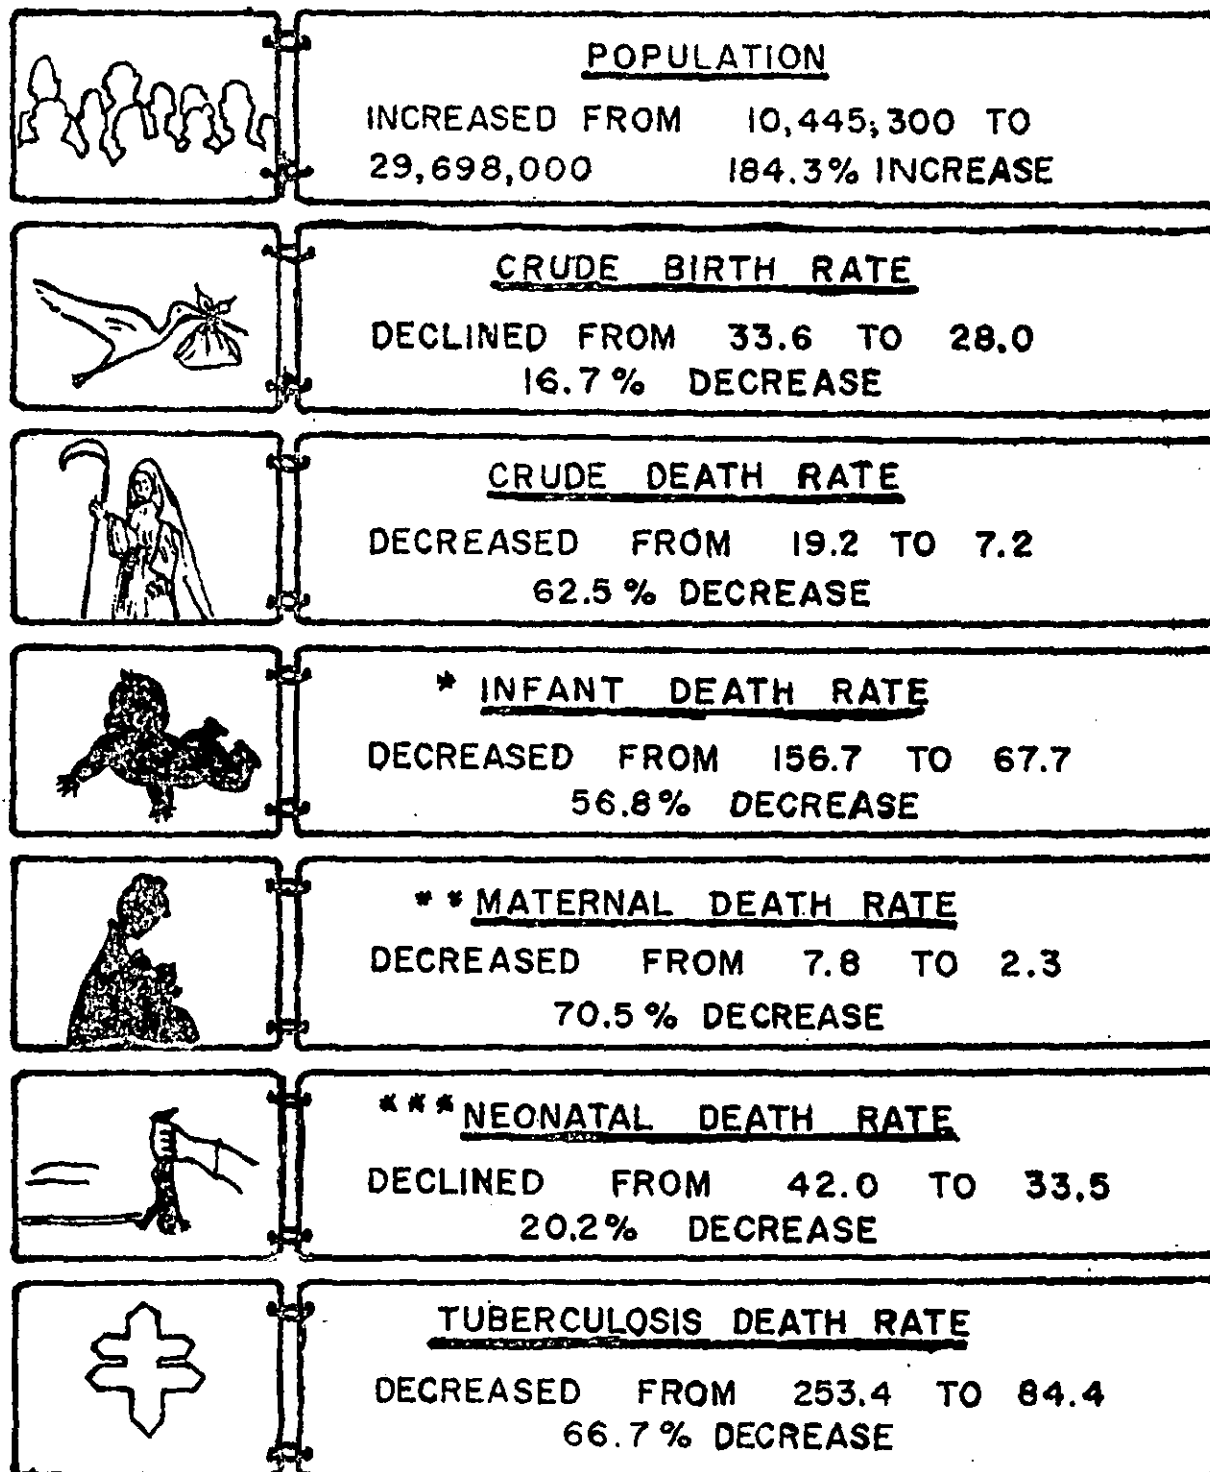 POPULATION
INCREASED FROM 10,445,300 TO
29,698,000 184.3% INCREASE
CRUDE BIRTH RATE
DECLINED FROM 33.6 TO 28.0
16.7% DECREASE
CRUDE DEATH RATE
DECREASED FROM 19.2 TO 7.2
62.5% DECREASE
* INFANT DEATH RATE
DECREASED FROM 156.7 TO 67.7
56.8% DECREASE
** MATERNAL DEATH RATE
DECREASED FROM 7.8 TO 2.3
70.5% DECREASE
*** NEONATAL DEATH RATE
DECLINED FROM 42.0 TO 33.5
20.2% DECREASE
TUBERCULOSIS DEATH RATE
DECREASED FROM 253.4 TO 84.4
66.7% DECREASE